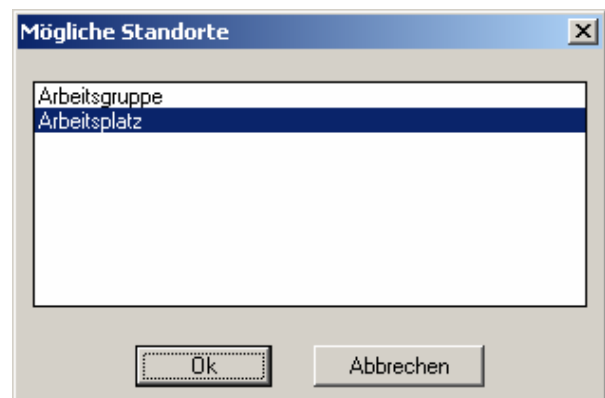 Mögliche Standorte
Arbeitsgruppe
Arbeitsplatz
Ok
Abbrechen